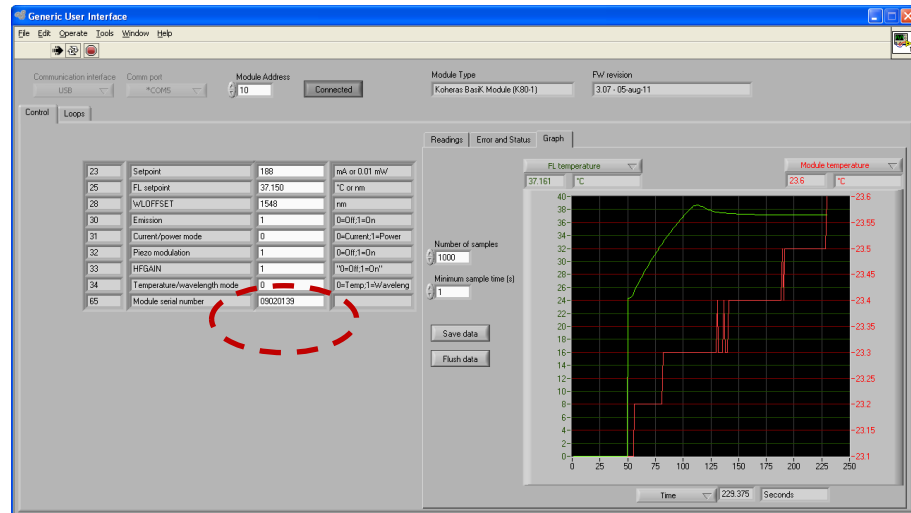 Generic User Interface
File Edit Operate Tools Window Help
Communication interface Comm port Module Address Module Type FW revision
USB *COM5 10 Connected Koheras BasiK Module (K80-1) 3.07 - 05-aug-11
Control Loops
Readings Error and Status Graph
23 Setpoint 188 mA or 0.01 mW
25 FL setpoint 37.150 °C or nm
28 WLOFFSET 1548 nm
30 Emission 1 0=Off;1=On
31 Current/power mode 0 0=Current;1=Power
32 Piezo modulation 1 0=Off;1=On
33 HFGAIN 1 "0=Off;1=On"
34 Temperature/wavelength mode 0 0=Temp;1=Waveleng
65 Module serial number 09020139
Number of samples
1000
Minimum sample time (s)
1
Save data
Flush data
FL temperature Module temperature
37.161 °C 23.6 °C
40 23.6
38
36 23.55
34
32
30 23.5
28
26 23.45
24 23.4
22
20 23.35
18
16 23.3
14
12 23.25
10
8 23.2
6
4 23.15
2
0 23.1
0 25 50 75 100 125 150 175 200 225 250
Time 229.375 Seconds